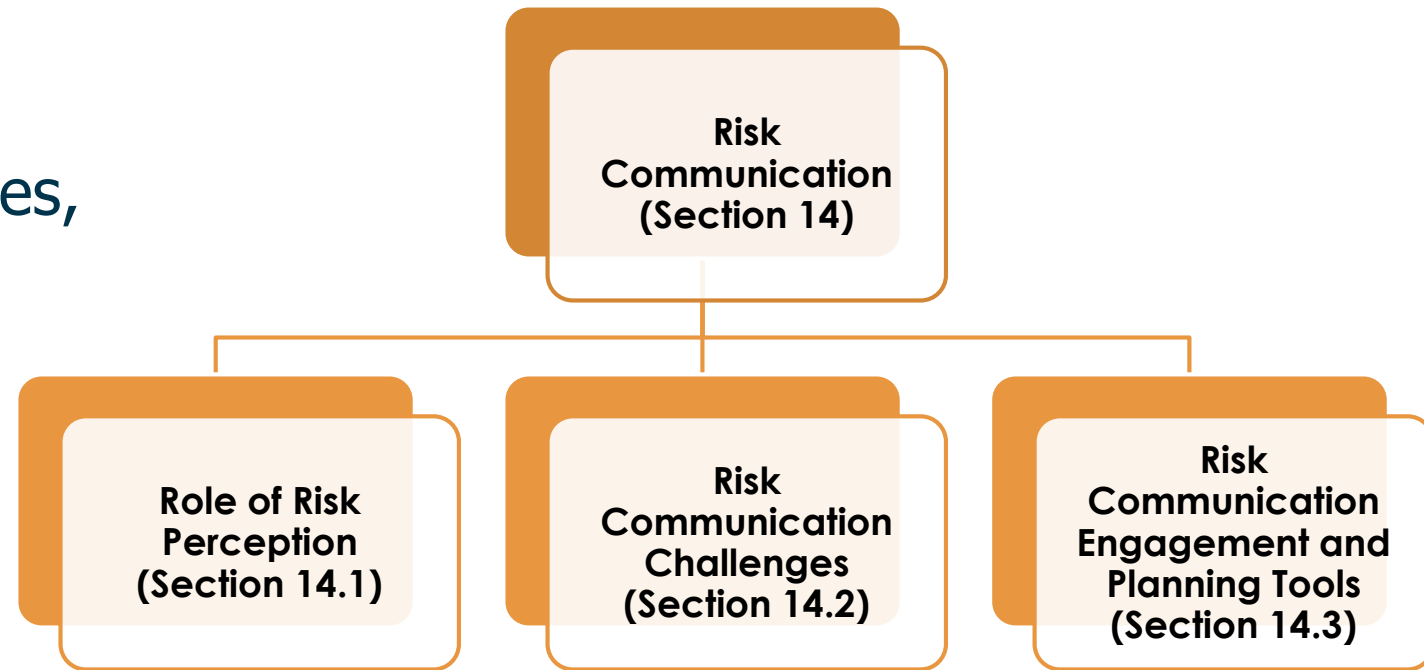 Risk
Communication
(Section 14)
es,
Role of Risk
Perception
(Section 14.1)
Risk
Communication
Challenges
(Section 14.2)
Risk
Communication
Engagement and
Planning Tools
(Section 14.3)